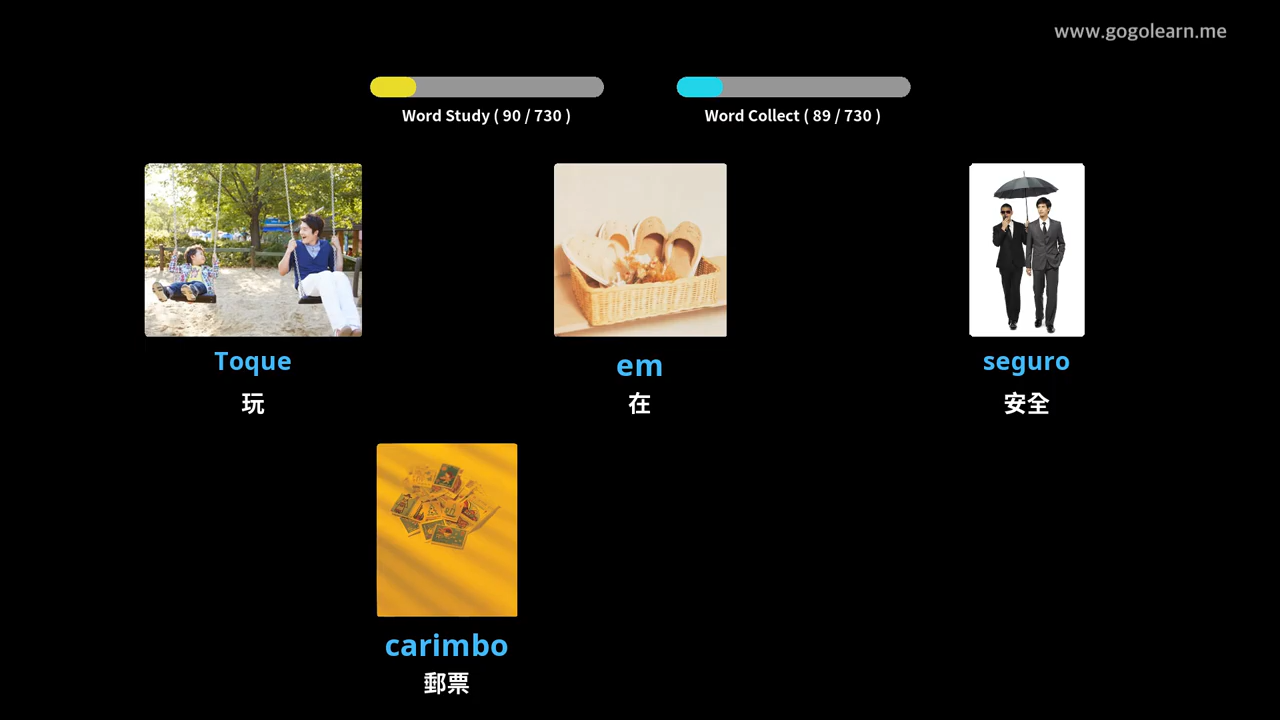 www.gogolearn.me
Word Study ( 90 / 730 )
Word Collect ( 89 / 730 )
Toque
玩
em
在
seguro
安全
carimbo
郵票